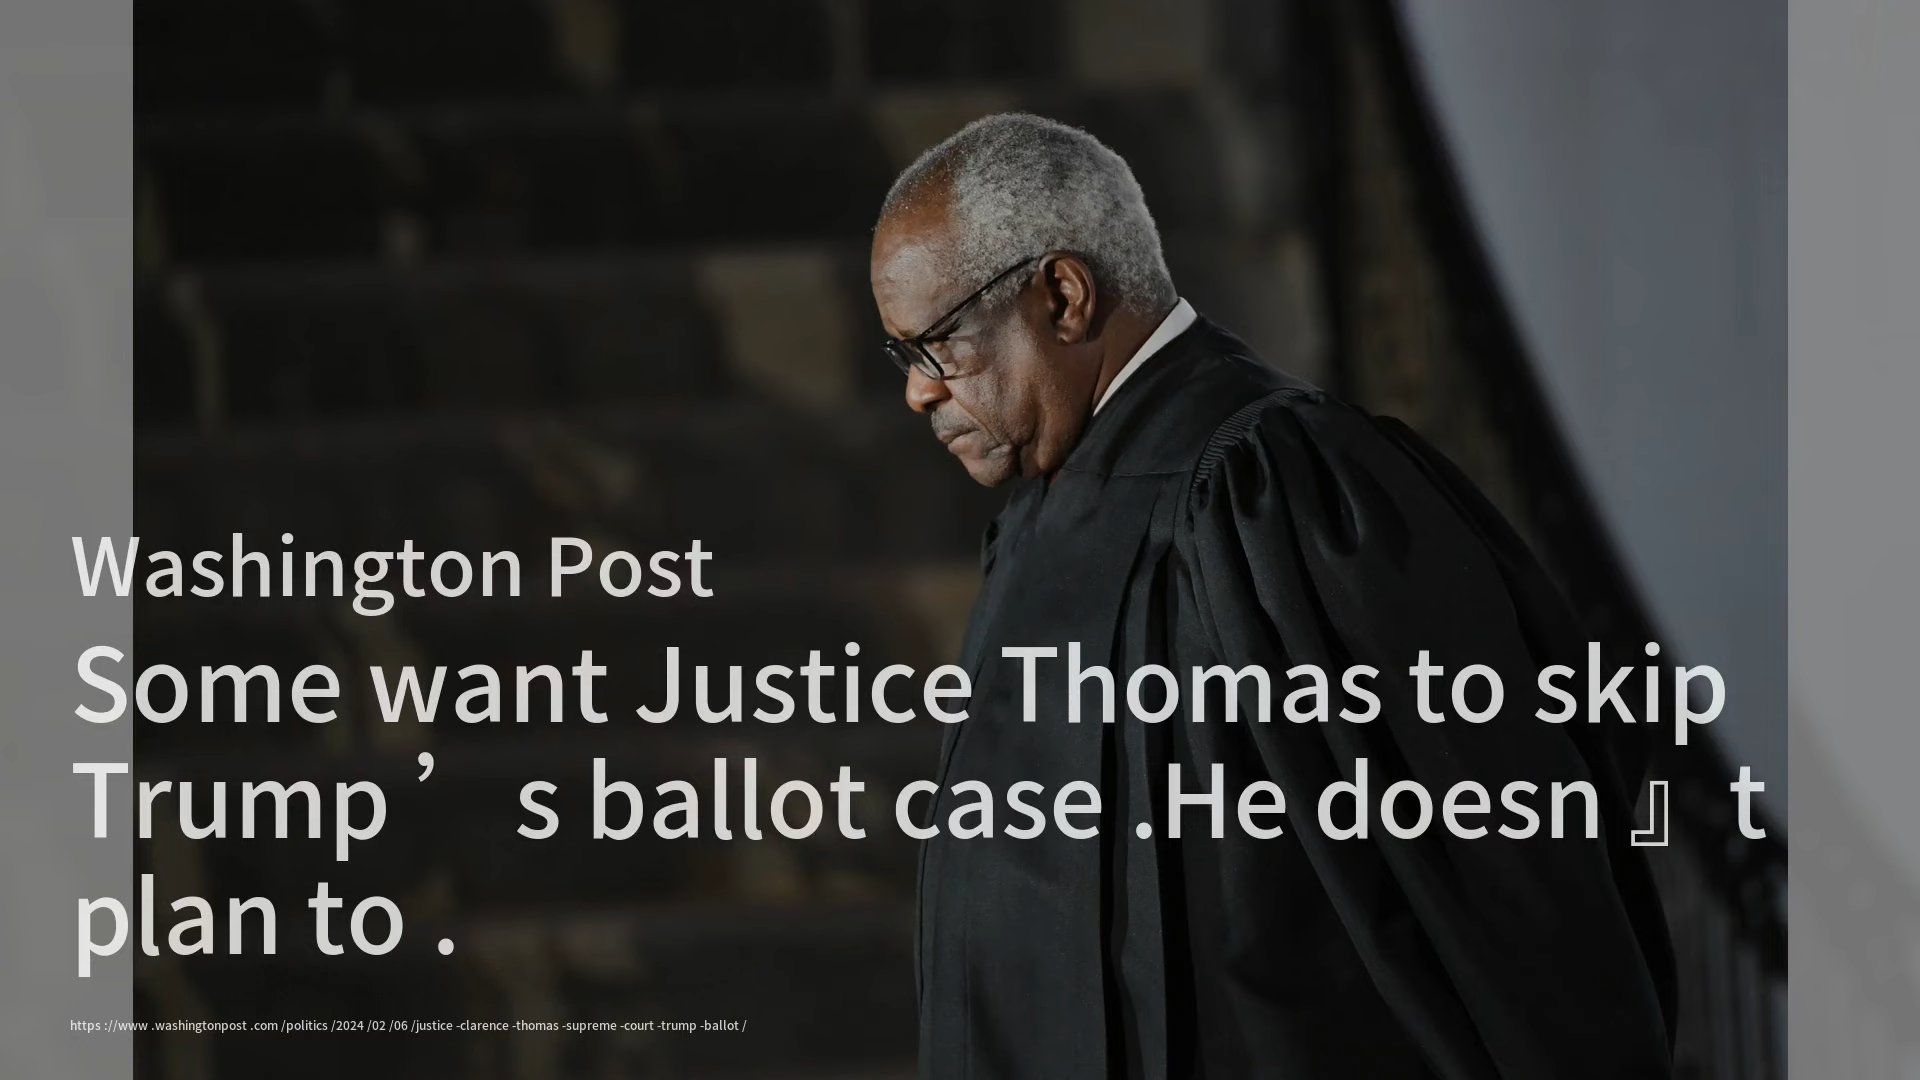 Washington Post
Some want Justice Thomas to skip
Trump ’ s ballot case .He doesn 』 t
plan to .
https ://www .washingtonpost .com /politics /2024 /02 /06 /justice -clarence -thomas -supreme -court -trump -ballot /